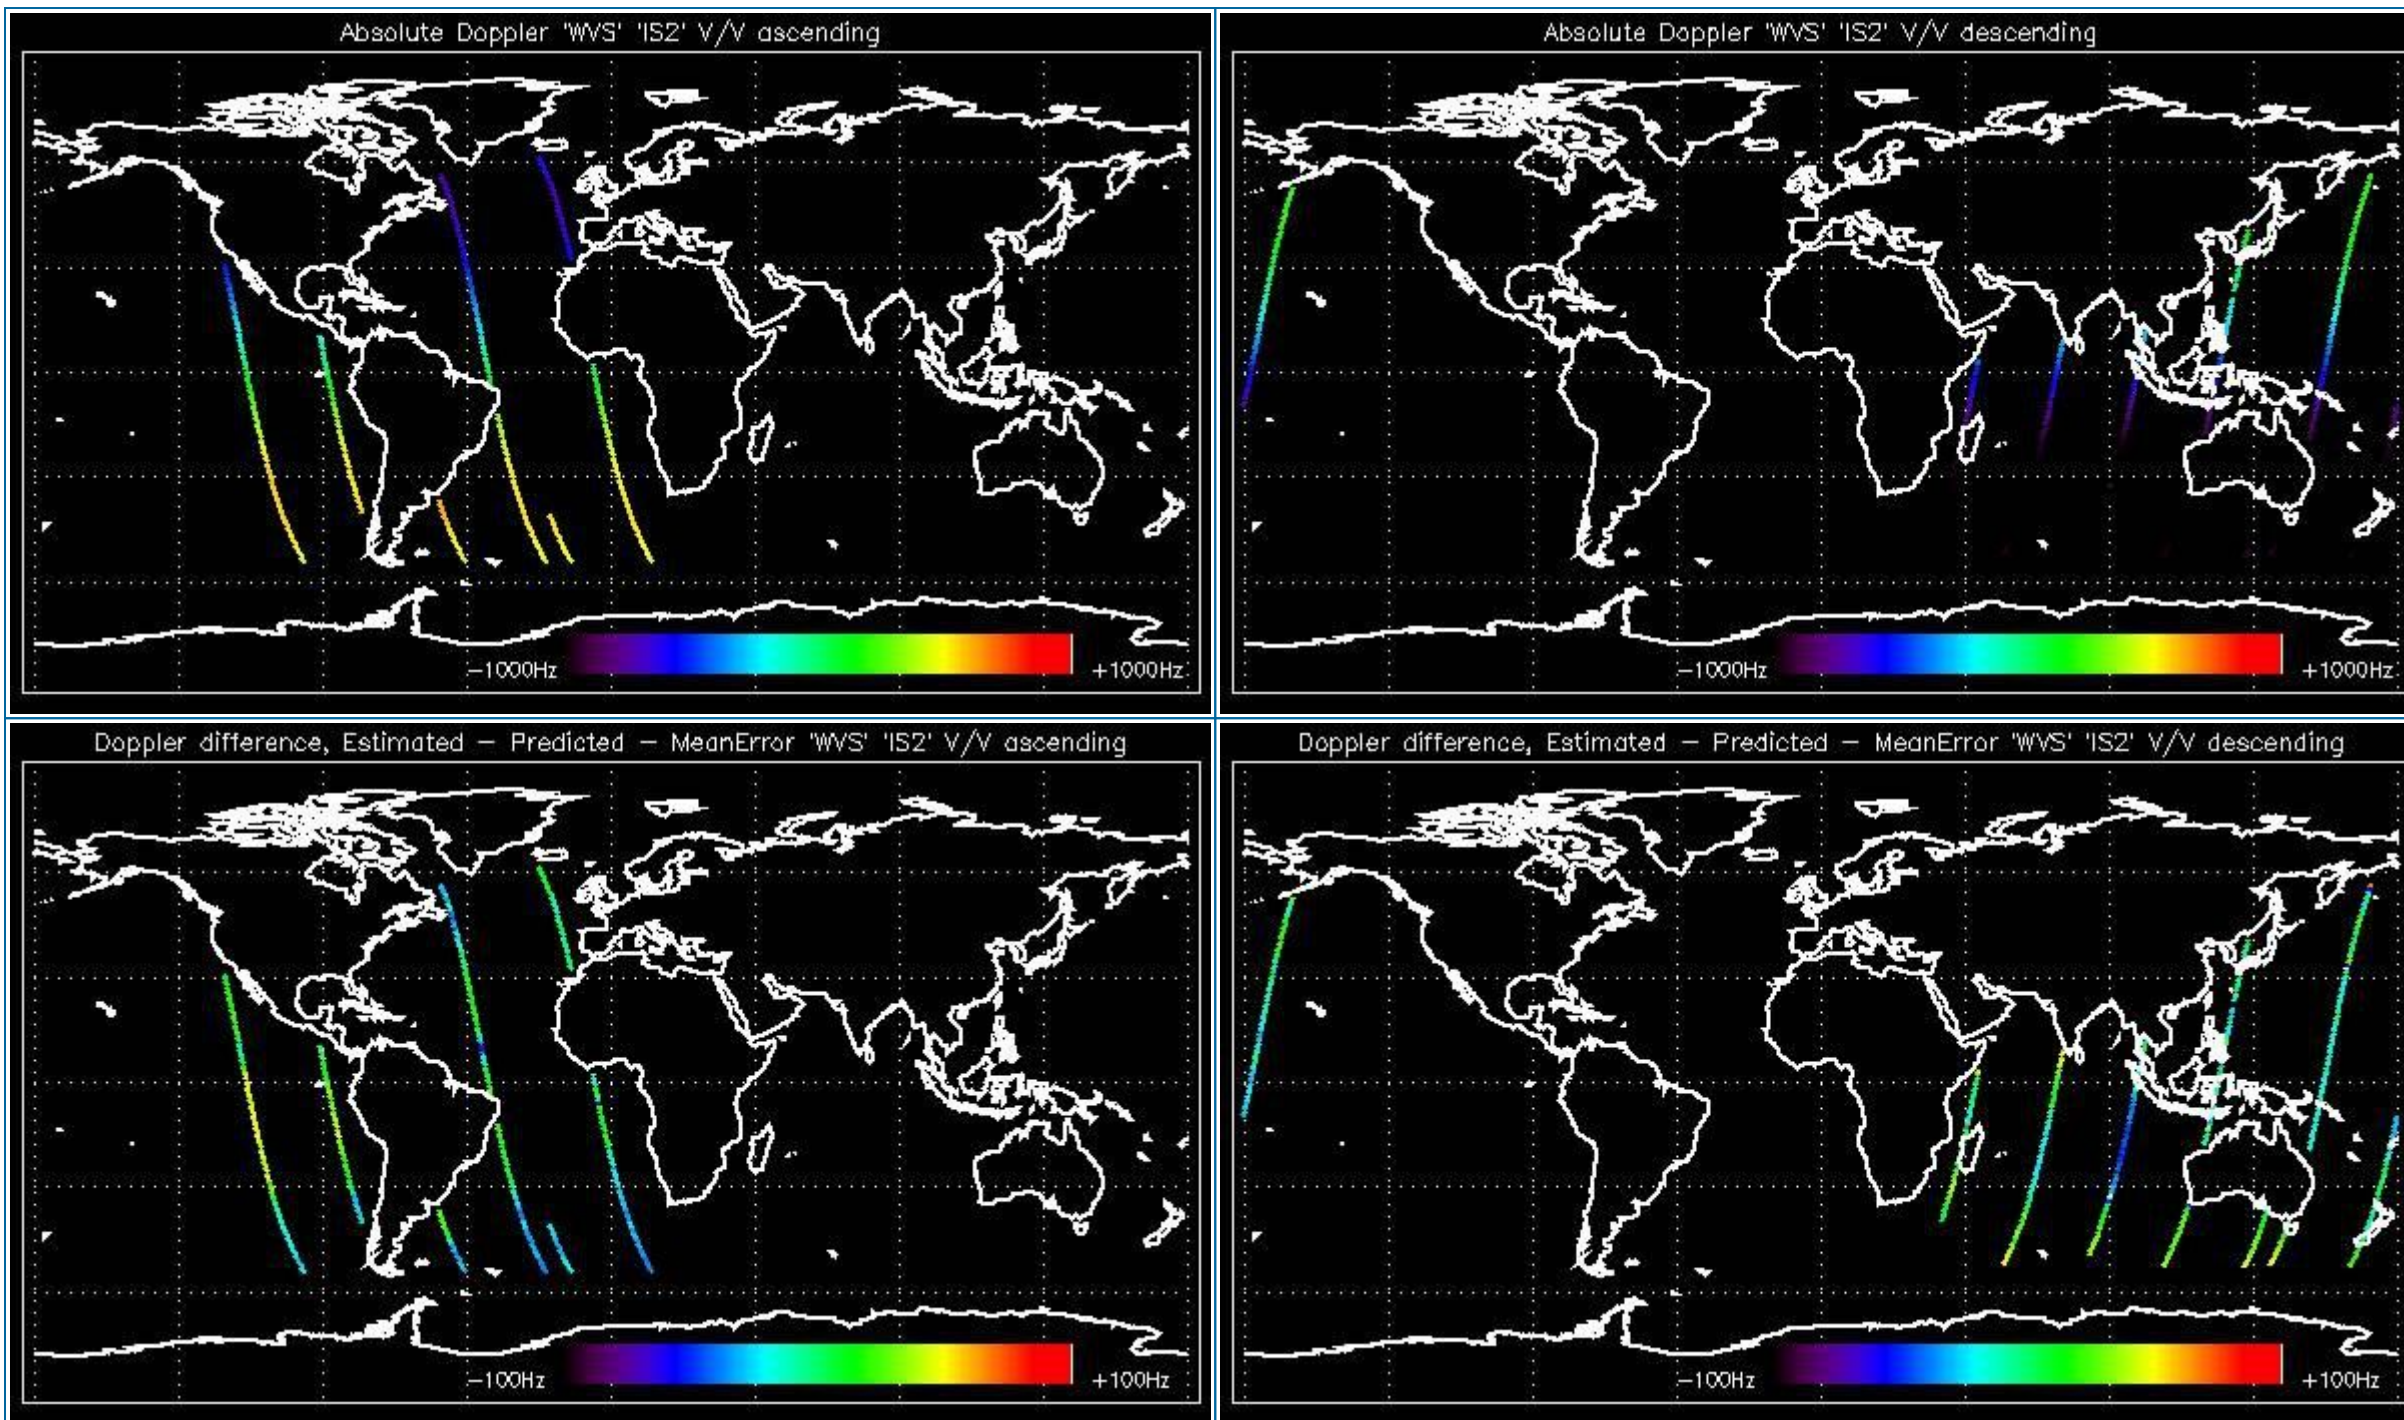 Absolute Doppler 'WVS' 'IS2' V/V ascending
-1000Hz
+1000Hz
Absolute Doppler 'WVS' 'IS2' V/V descending
-1000Hz
+1000Hz
Doppler difference, Estimated - Predicted - MeanError 'WVS' 'IS2' V/V ascending
-100Hz
+100Hz
Doppler difference, Estimated - Predicted - MeanError 'WVS' 'IS2' V/V descending
-100Hz
+100Hz